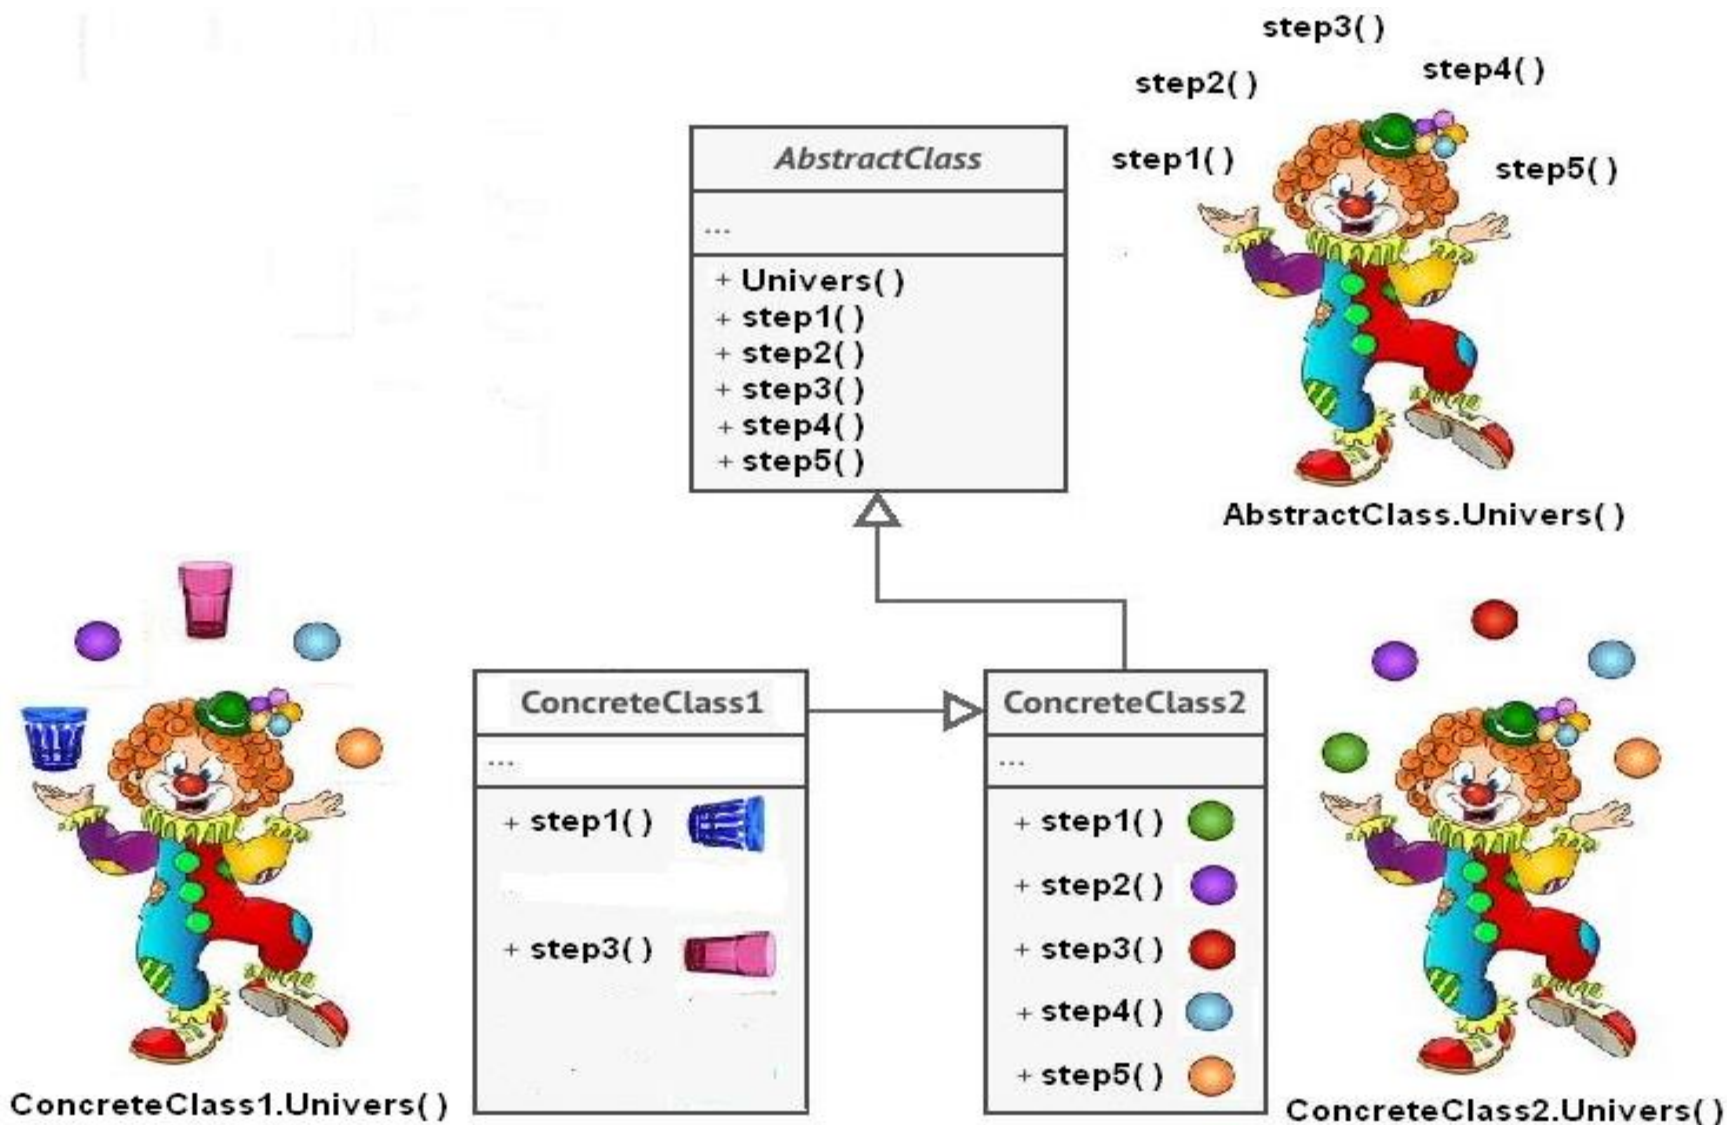 step3( )
step4( )
step2( )
step1( )
step5( )
AbstractClass
...
+ Univers( )
+ step1( )
+ step2( )
+ step3( )
+ step4( )
+ step5( )
AbstractClass.Univers( )
ConcreteClass1
...
+ step1( )
+ step3( )
ConcreteClass1.Univers( )
ConcreteClass2
...
+ step1( )
+ step2( )
+ step3( )
+ step4( )
+ step5( )
ConcreteClass2.Univers( )